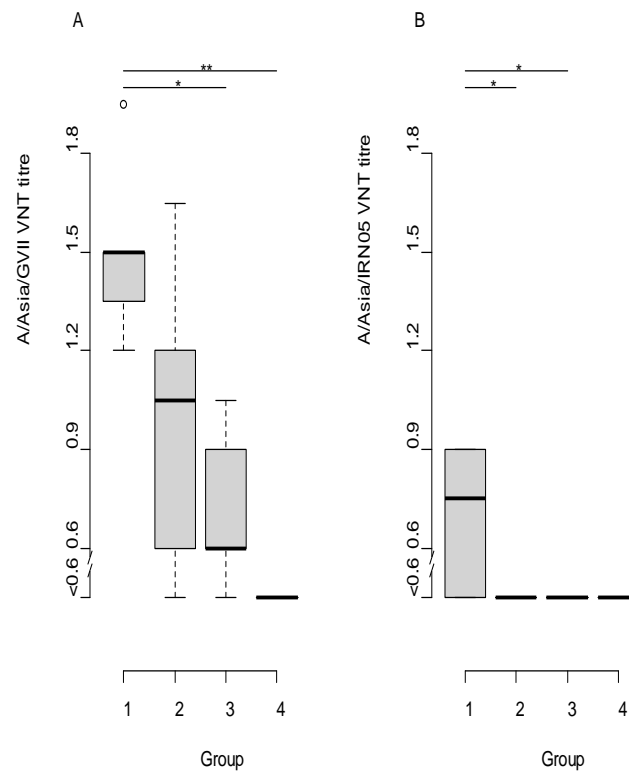 A
B
**
*
*
*
A/Asia/GVII VNT titre
1.8
1.5
1.2
0.9
0.6
<0.6
1 2 3 4
Group
A/Asia/IRN05 VNT titre
1.8
1.5
1.2
0.9
0.6
<0.6
1 2 3 4
Group